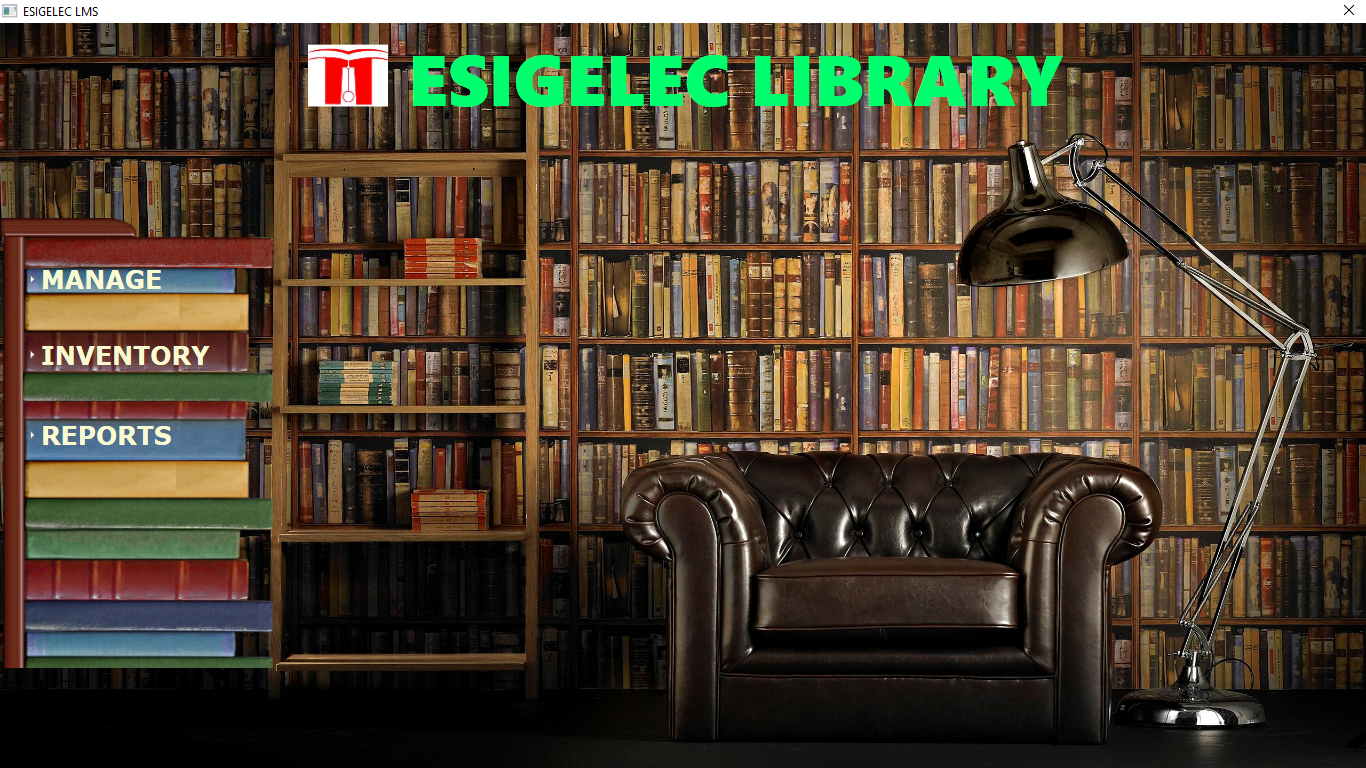 ESIGELEC LMS
ESIGELEC LIBRARY
MANAGE
INVENTORY
REPORTS